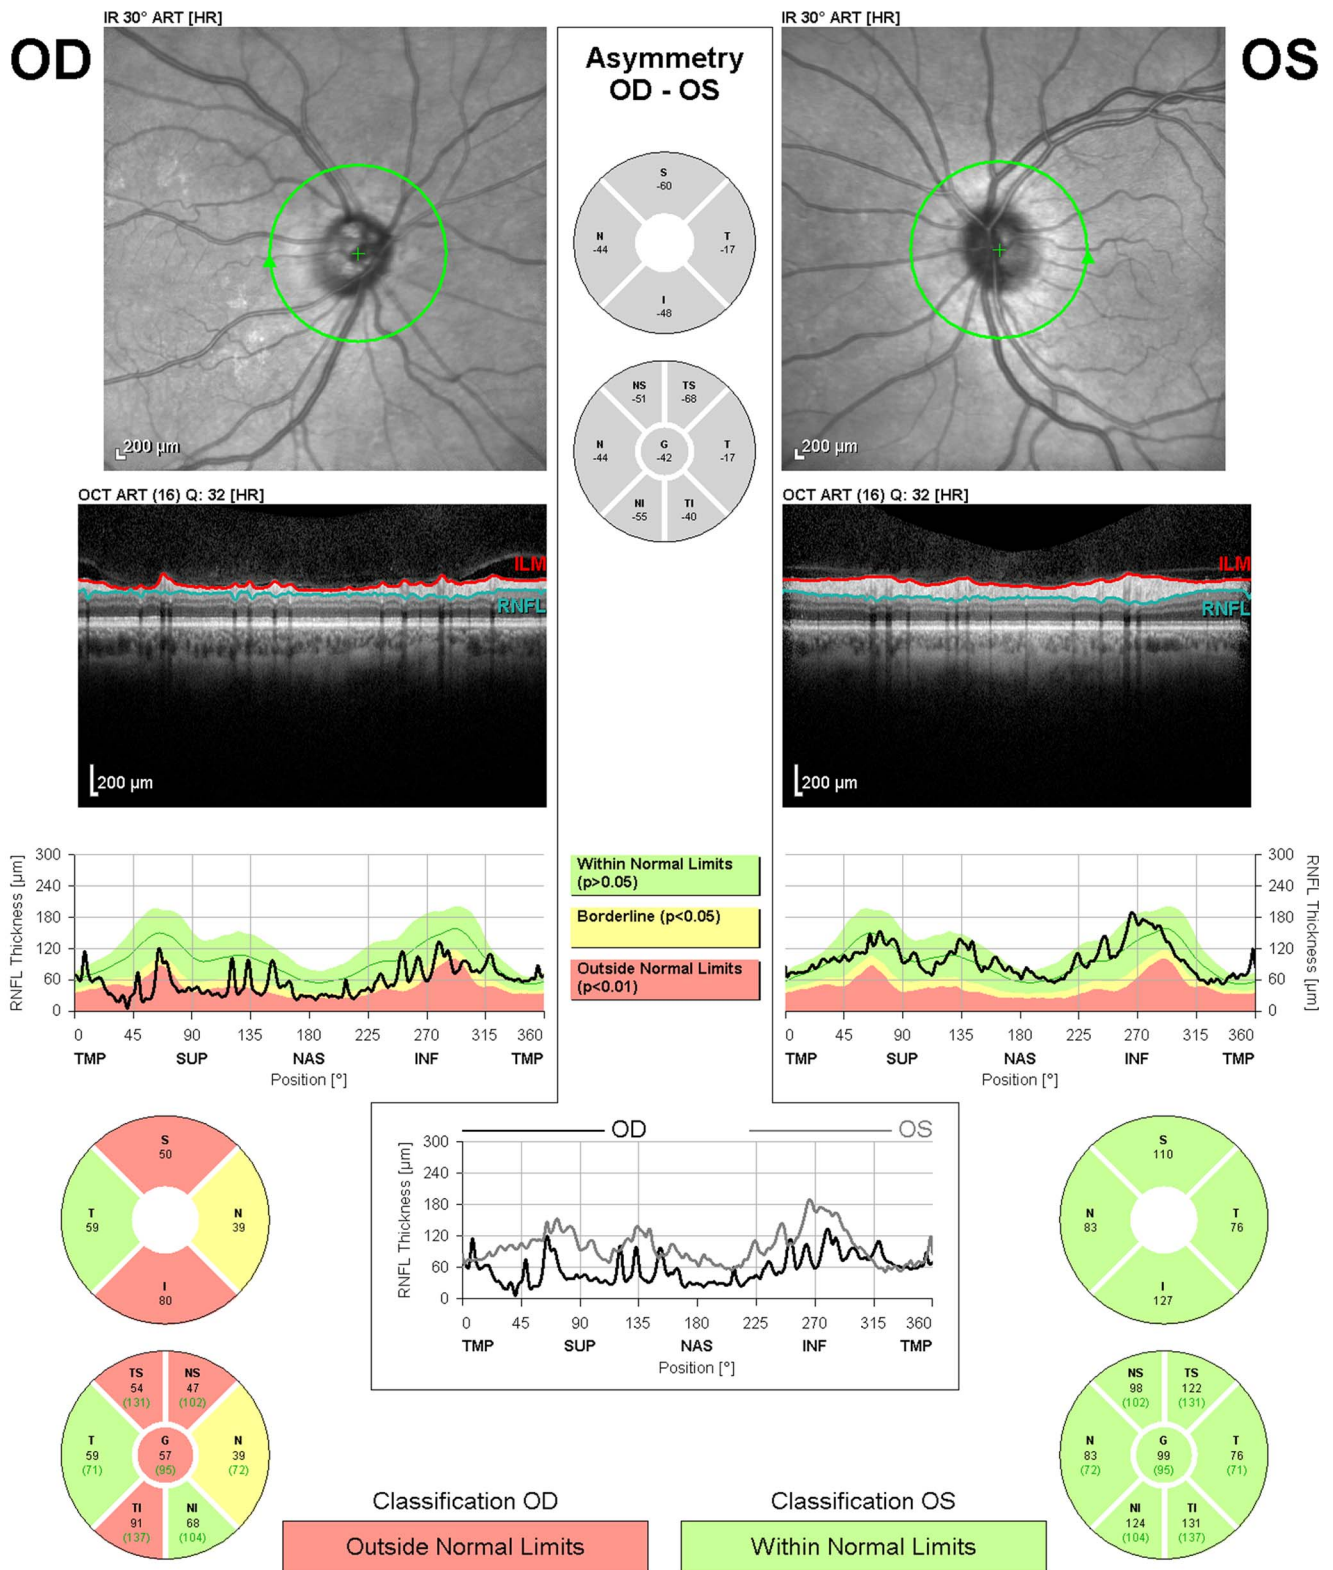 IR 30° ART [HR]
IR 30° ART [HR]
OD
Asymmetry
OD - OS
OS
S
-60
N
-44
T
-17
I
-48
NS
-51
TS
-68
N
-44
G
-42
T
-17
NI
-55
TI
-40
200 µm
200 µm
OCT ART (16) Q: 32 [HR]
OCT ART (16) Q: 32 [HR]
ILM
RNFL
200 µm
ILM
RNFL
200 µm
RNFL Thickness [µm]
300
240
180
120
60
0
0 45 90 135 180 225 270 315 360
TMP SUP NAS INF TMP
Position [°]
Within Normal Limits
(p>0.05)
Borderline (p<0.05)
Outside Normal Limits
(p<0.01)
300
240
180
120
60
0
RNFL Thickness [µm]
0 45 90 135 180 225 270 315 360
TMP SUP NAS INF TMP
Position [°]
OD
OS
RNFL Thickness [µm]
300
240
180
120
60
0
0 45 90 135 180 225 270 315 360
TMP SUP NAS INF TMP
Position [°]
S
50
T
59
N
39
I
80
S
110
N
83
T
76
I
127
TS
54
(131)
NS
47
(102)
T
59
(71)
G
57
(95)
N
39
(72)
TI
91
(137)
NI
68
(104)
NS
98
(102)
TS
122
(131)
N
83
(72)
G
99
(95)
T
76
(71)
NI
124
(104)
TI
131
(137)
Classification OD
Outside Normal Limits
Classification OS
Within Normal Limits